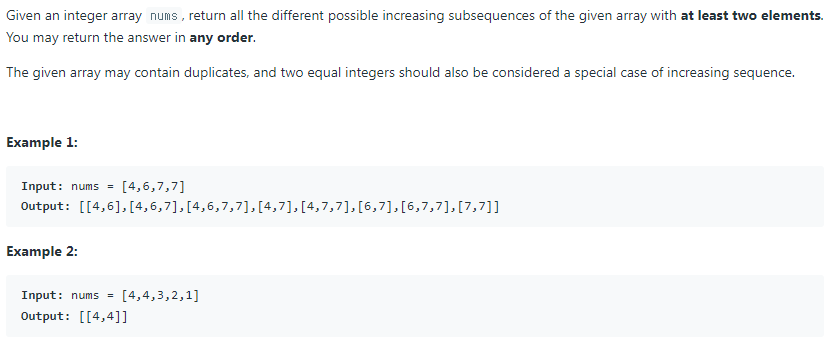 Given an integer array nums , return all the different possible increasing subsequences of the given array with at least two elements.
You may return the answer in any order.
The given array may contain duplicates, and two equal integers should also be considered a special case of increasing sequence.
Example 1:
Input: nums = [4,6,7,7]
Output: [[4,6],[4,6,7],[4,6,7,7],[4,7],[4,7,7],[6,7],[6,7,7],[7,7]]
Example 2:
Input: nums = [4,4,3,2,1]
Output: [[4,4]]